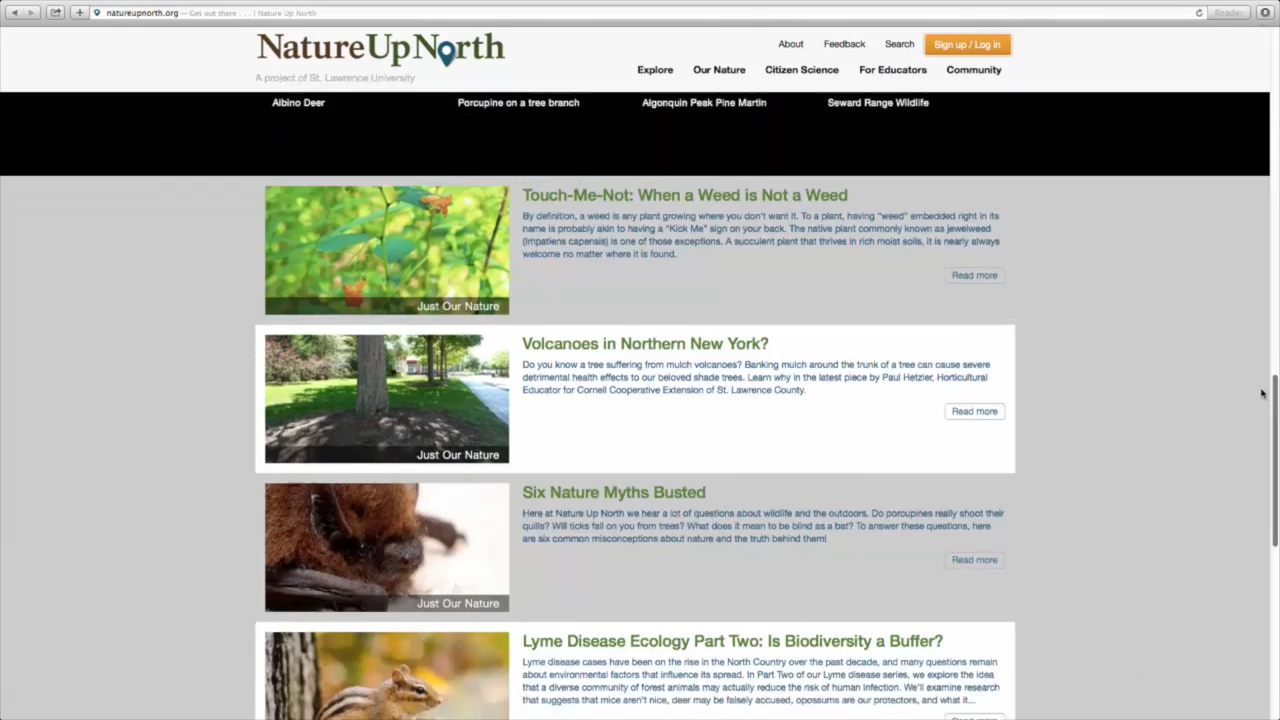 natureupnorth.org — Get out there . . . | Nature Up North
Reader
NatureUpNorth
A project of St. Lawrence University
About
Feedback
Search
Sign up / Log in
Explore
Our Nature
Citizen Science
For Educators
Community
Albino Deer
Porcupine on a tree branch
Algonquin Peak Pine Martin
Seward Range Wildlife
Touch-Me-Not: When a Weed is Not a Weed
By definition, a weed is any plant growing where you don't want it. To a plant, having “weed” embedded right in its
name is probably akin to having a “Kick Me” sign on your back. The native plant commonly known as jewelweed
(Impatiens capensis) is one of those exceptions. A succulent plant that thrives in rich moist soils, it is nearly always
welcome no matter where it is found.
Read more
Just Our Nature
Volcanoes in Northern New York?
Do you know a tree suffering from mulch volcanoes? Banking mulch around the trunk of a tree can cause severe
detrimental health effects to our beloved shade trees. Learn why in the latest piece by Paul Hetzler, Horticultural
Educator for Cornell Cooperative Extension of St. Lawrence County.
Read more
Just Our Nature
Six Nature Myths Busted
Here at Nature Up North we hear a lot of questions about wildlife and the outdoors. Do porcupines really shoot their
quills? Will ticks fall on you from trees? What does it mean to be blind as a bat? To answer these questions, here
are six common misconceptions about nature and the truth behind them!
Read more
Just Our Nature
Lyme Disease Ecology Part Two: Is Biodiversity a Buffer?
Lyme disease cases have been on the rise in the North Country over the past decade, and many questions remain
about environmental factors that influence its spread. In Part Two of our Lyme disease series, we explore the idea
that a diverse community of forest animals may actually reduce the risk of human infection. We'll examine research
that suggests that mice aren't nice, deer may be falsely accused, opossums are our protectors, and what it...